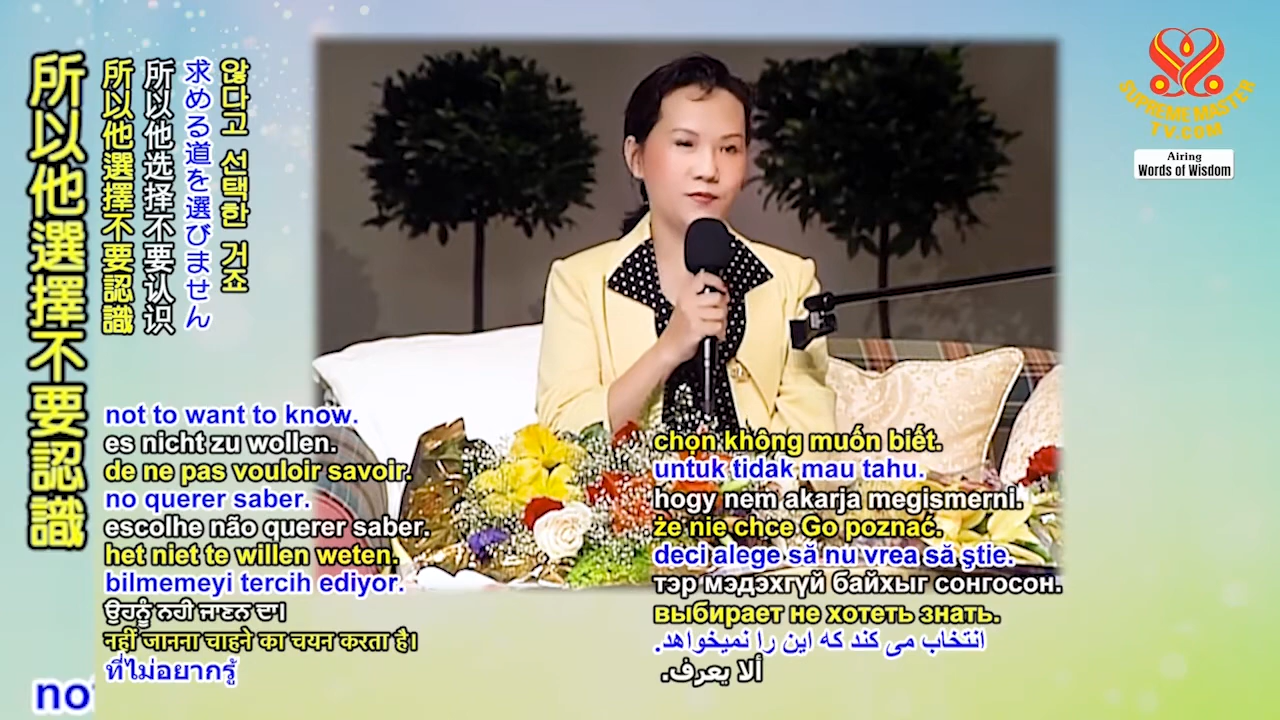 所以他選擇不要認識
所以他選擇不要認識
所以他选择不要认识
求める道を選びません
않다고 선택한 거죠
SUPREME MASTER
TV.COM
Airing
Words of Wisdom
not to want to know.
es nicht zu wollen.
de ne pas vouloir savoir.
no querer saber.
escolhe não querer saber.
het niet te willen weten.
bilmemeyi tercih ediyor.
ਉਹਨੂੰ ਨਹੀ ਜਾਣਨ ਦਾ।
नहीं जानना चाहने का चयन करता है।
ที่ไม่อยากรู้
chọn không muốn biết.
untuk tidak mau tahu.
hogy nem akarja megismerni.
że nie chce Go poznać.
deci alege să nu vrea să ştie.
тэр мэдэхгүй байхыг сонгосон.
выбирает не хотеть знать.
انتخاب می کند که این را نمیخواهد.
ألا يعرف.
no